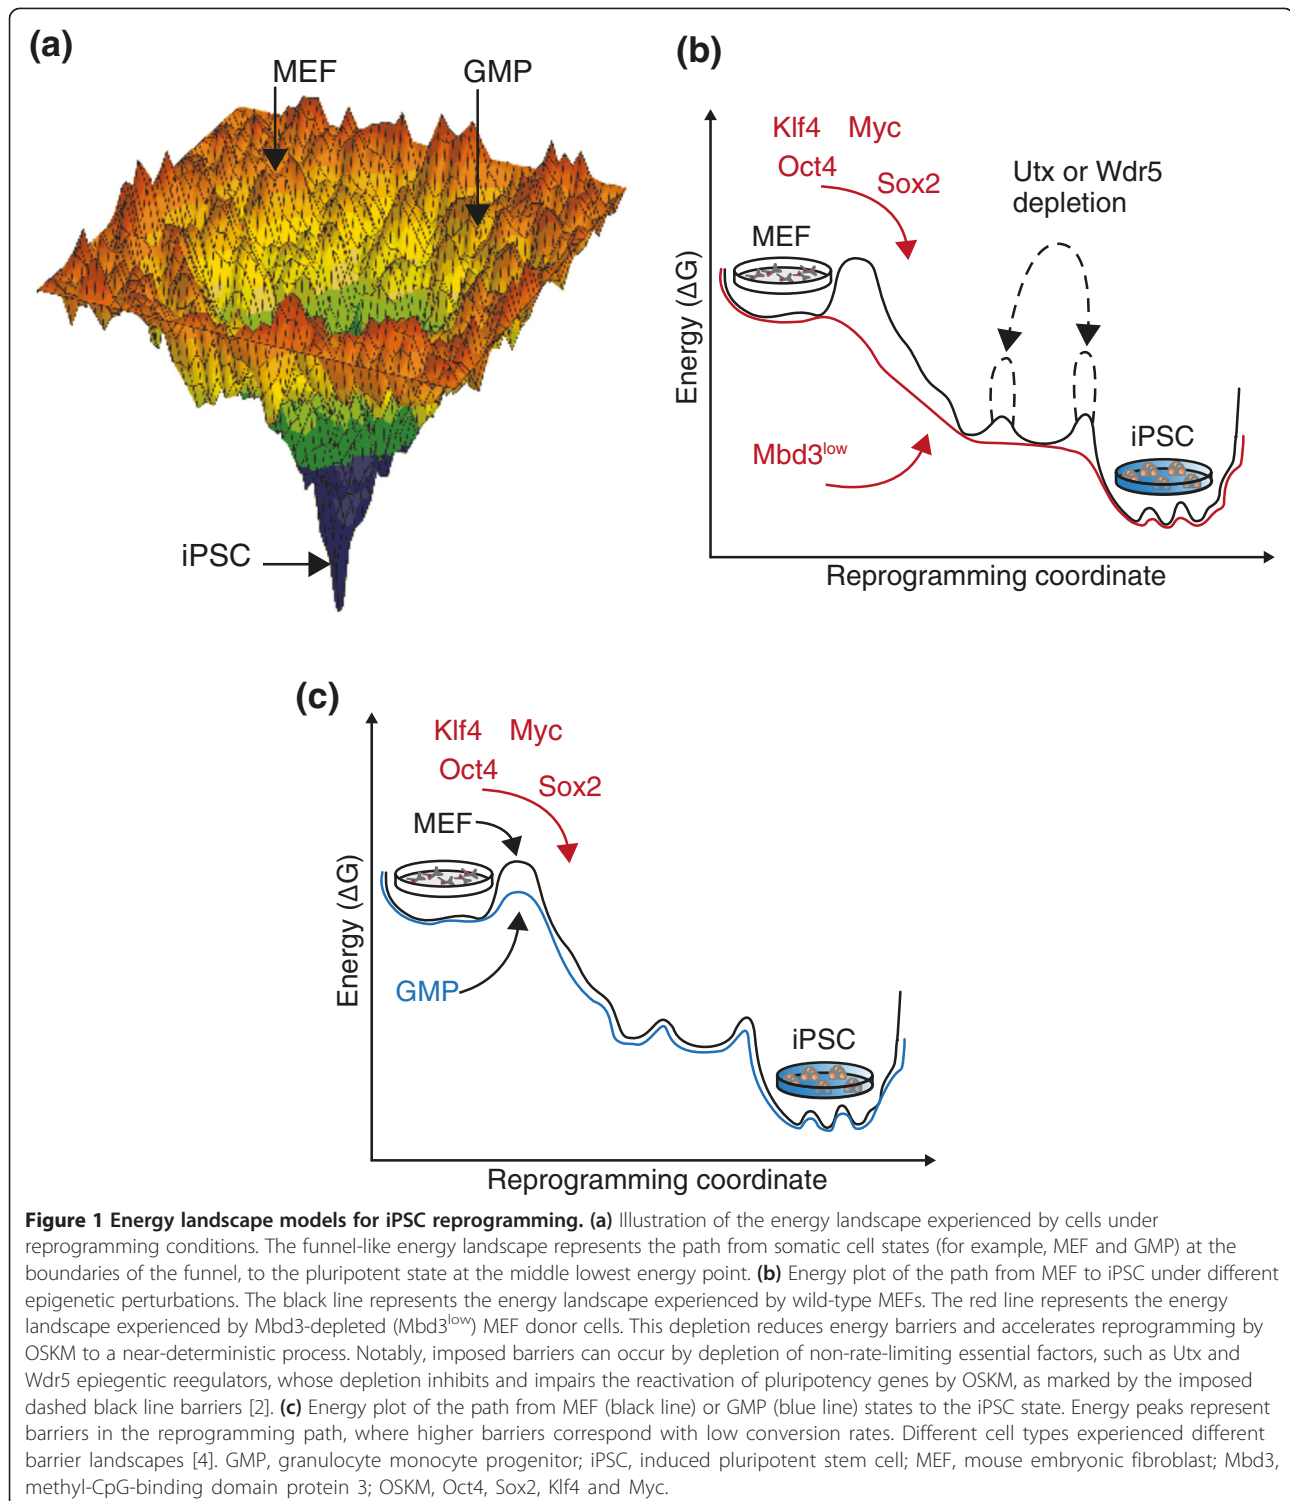 (a)
MEF
GMP
iPSC
(b)
Klf4 Myc
Oct4
Sox2
Utx or Wdr5
depletion
MEF
Energy (ΔG)
Mbd3low
iPSC
Reprogramming coordinate
(c)
Klf4 Myc
Oct4
Sox2
MEF
Energy (ΔG)
GMP
iPSC
Reprogramming coordinate
Figure 1 Energy landscape models for iPSC reprogramming. (a) Illustration of the energy landscape experienced by cells under
reprogramming conditions. The funnel-like energy landscape represents the path from somatic cell states (for example, MEF and GMP) at the
boundaries of the funnel, to the pluripotent state at the middle lowest energy point. (b) Energy plot of the path from MEF to iPSC under different
epigenetic perturbations. The black line represents the energy landscape experienced by wild-type MEFs. The red line represents the energy
landscape experienced by Mbd3-depleted (Mbd3low) MEF donor cells. This depletion reduces energy barriers and accelerates reprogramming by
OSKM to a near-deterministic process. Notably, imposed barriers can occur by depletion of non-rate-limiting essential factors, such as Utx and
Wdr5 epiegentic reegulators, whose depletion inhibits and impairs the reactivation of pluripotency genes by OSKM, as marked by the imposed
dashed black line barriers [2]. (c) Energy plot of the path from MEF (black line) or GMP (blue line) states to the iPSC state. Energy peaks represent
barriers in the reprogramming path, where higher barriers correspond with low conversion rates. Different cell types experienced different
barrier landscapes [4]. GMP, granulocyte monocyte progenitor; iPSC, induced pluripotent stem cell; MEF, mouse embryonic fibroblast; Mbd3,
methyl-CpG-binding domain protein 3; OSKM, Oct4, Sox2, Klf4 and Myc.